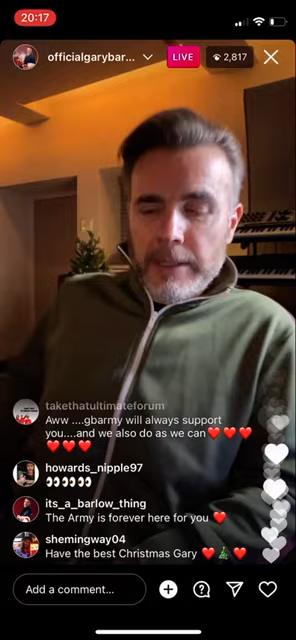 20:17
officialgarybar...
LIVE
2,817
takethatultimateforum
Aww ....gbarmy will always support
you....and we also do as we can❤️❤️❤️
❤️❤️❤️
howards_nipple97
👀👀👀👀👀👀
its_a_barlow_thing
The Army is forever here for you ❤️
shemingway04
Have the best Christmas Gary ❤️🎄❤️
Add a comment...